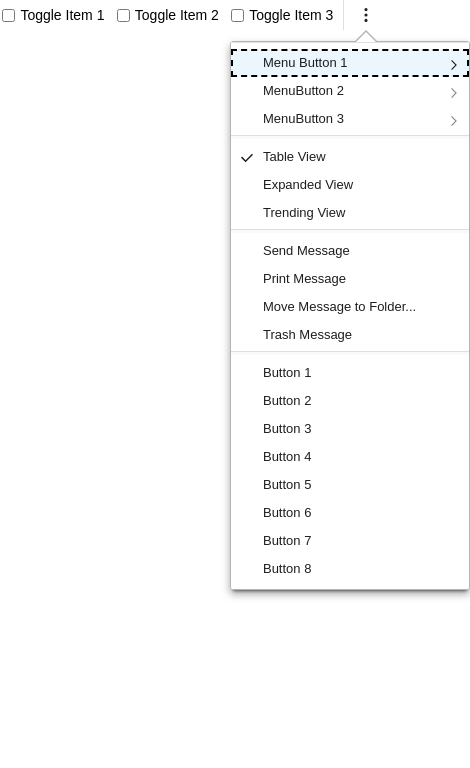 Toggle Item 1 Toggle Item 2 Toggle Item 3
Menu Button 1
MenuButton 2
MenuButton 3
Table View
Expanded View
Trending View
Send Message
Print Message
Move Message to Folder...
Trash Message
Button 1
Button 2
Button 3
Button 4
Button 5
Button 6
Button 7
Button 8